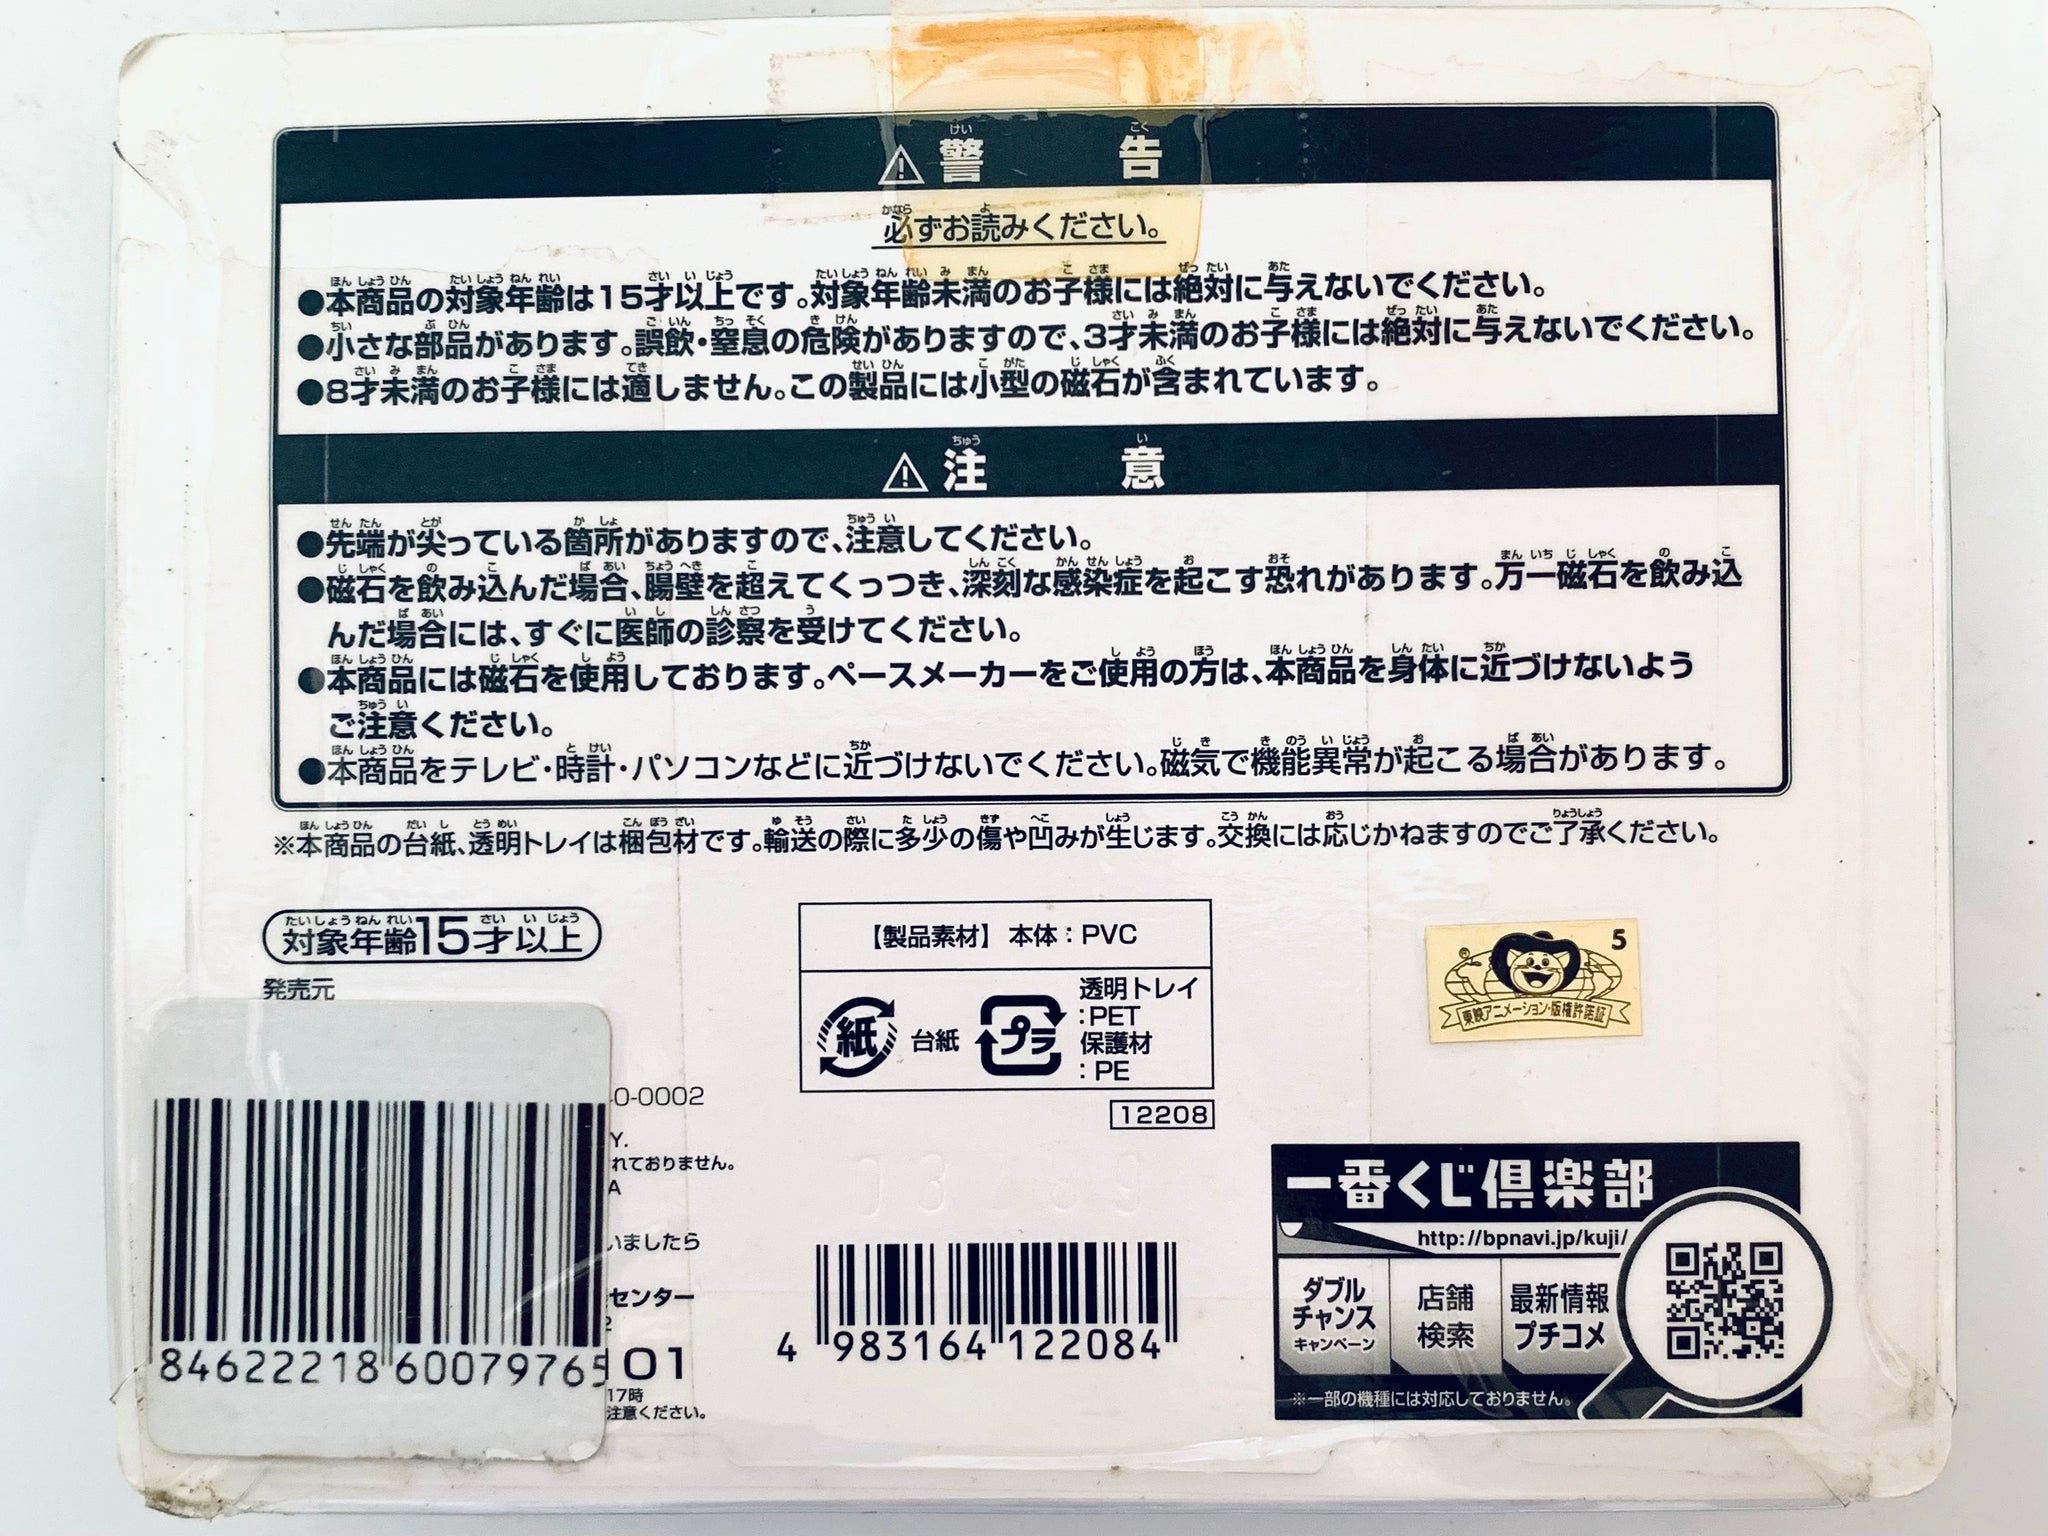 ⚠警告
必ずお読みください。
●本商品の対象年齢は15才以上です。対象年齢未満のお子様には絶対に与えないでください。
●小さな部品があります。誤飲・窒息の危険がありますので、3才未満のお子様には絶対に与えないでください。
●8才未満のお子様には適しません。この製品には小型の磁石が含まれています。
⚠注意
●先端が尖っている箇所がありますので、注意してください。
●磁石を飲み込んだ場合、腸壁を超えてくっつき、深刻な感染症を起こす恐れがあります。万一磁石を飲み込
んだ場合には、すぐに医師の診察を受けてください。
●本商品には磁石を使用しております。ペースメーカーをご使用の方は、本商品を身体に近づけないよう
ご注意ください。
●本商品をテレビ・時計・パソコンなどに近づけないでください。磁気で機能異常が起こる場合があります。
※本商品の台紙、透明トレイは梱包材です。輸送の際に多少の傷や凹みが生じます。交換には応じかねますのでご了承ください。
対象年齢15才以上
発売元
0-0002
Y.
れておりません。
A
いましたら
センター
2
01
17時
注意ください。
84622218 60079765
【製品素材】本体：PVC
紙 台紙
プラ 透明トレイ
:PET
保護材
:PE
12208
4 983164 122084
5
東映アニメーション・版権許諾証
一番くじ倶楽部
http://bpnavi.jp/kuji/
ダブル
チャンス
キャンペーン
店舗
検索
最新情報
プチコメ
※一部の機種には対応しておりません。